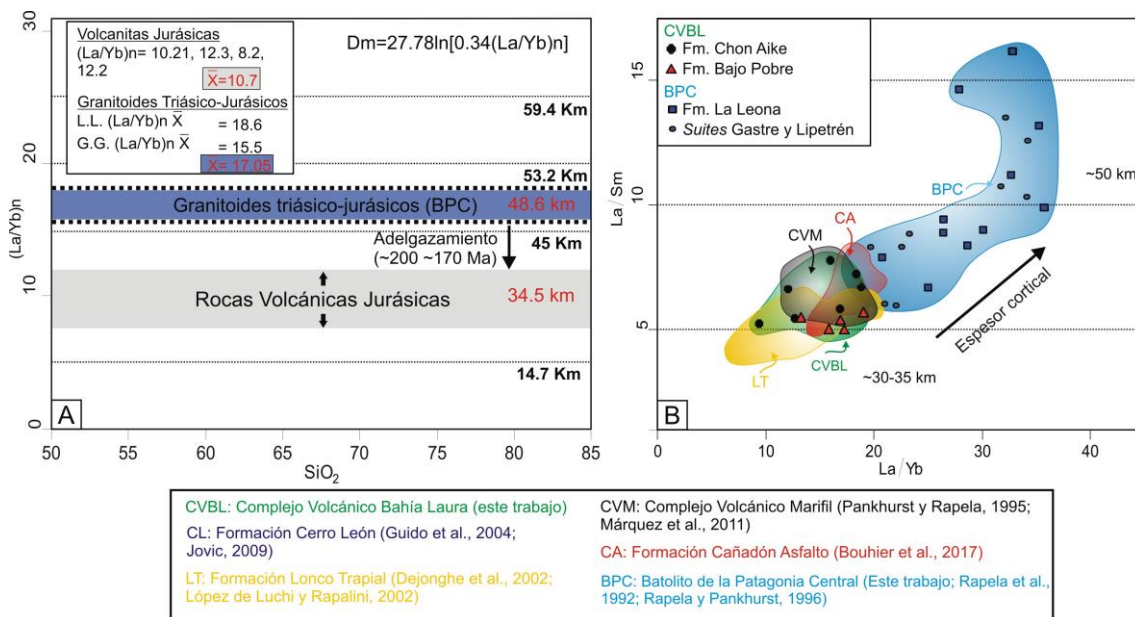 Volcanitas Jurásicas
(La/Yb)n= 10.21, 12.3, 8.2,
12.2
X̅=10.7
Granitoides Triásico-Jurásicos
L.L. (La/Yb)n X̅ = 18.6
G.G. (La/Yb)n X̅ = 15.5
X̅= 17.05
Dm=27.78ln[0.34(La/Yb)n]
59.4 Km
53.2 Km
Granitoides triásico-jurásicos (BPC) 48.6 km
Adelgazamiento
(~200 ~170 Ma)
45 Km
Rocas Volcánicas Jurásicas 34.5 km
14.7 Km
A
(La/Yb)n
30
20
10
0
50 55 60 65 70 75 80 85
SiO2
CVBL
Fm. Chon Aike
Fm. Bajo Pobre
BPC
Fm. La Leona
Suites Gastre y Lipetrén
BPC
~50 km
CA
CVM
Espesor cortical
CVBL
LT
~30-35 km
B
La/Sm
15
10
5
0 10 20 30 40
La/Yb
CVBL: Complejo Volcánico Bahía Laura (este trabajo)
CL: Formación Cerro León (Guido et al., 2004;
Jovic, 2009)
LT: Formación Lonco Trapial (Dejonghe et al., 2002;
López de Luchi y Rapalini, 2002)
CVM: Complejo Volcánico Marifil (Pankhurst y Rapela, 1995;
Márquez et al., 2011)
CA: Formación Cañadón Asfalto (Bouhier et al., 2017)
BPC: Batolito de la Patagonia Central (Este trabajo; Rapela et al.,
1992; Rapela y Pankhurst, 1996)